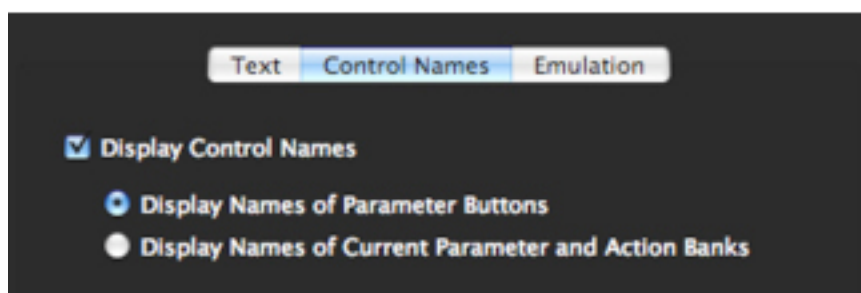 Text Control Names Emulation
Display Control Names
Display Names of Parameter Buttons
Display Names of Current Parameter and Action Banks